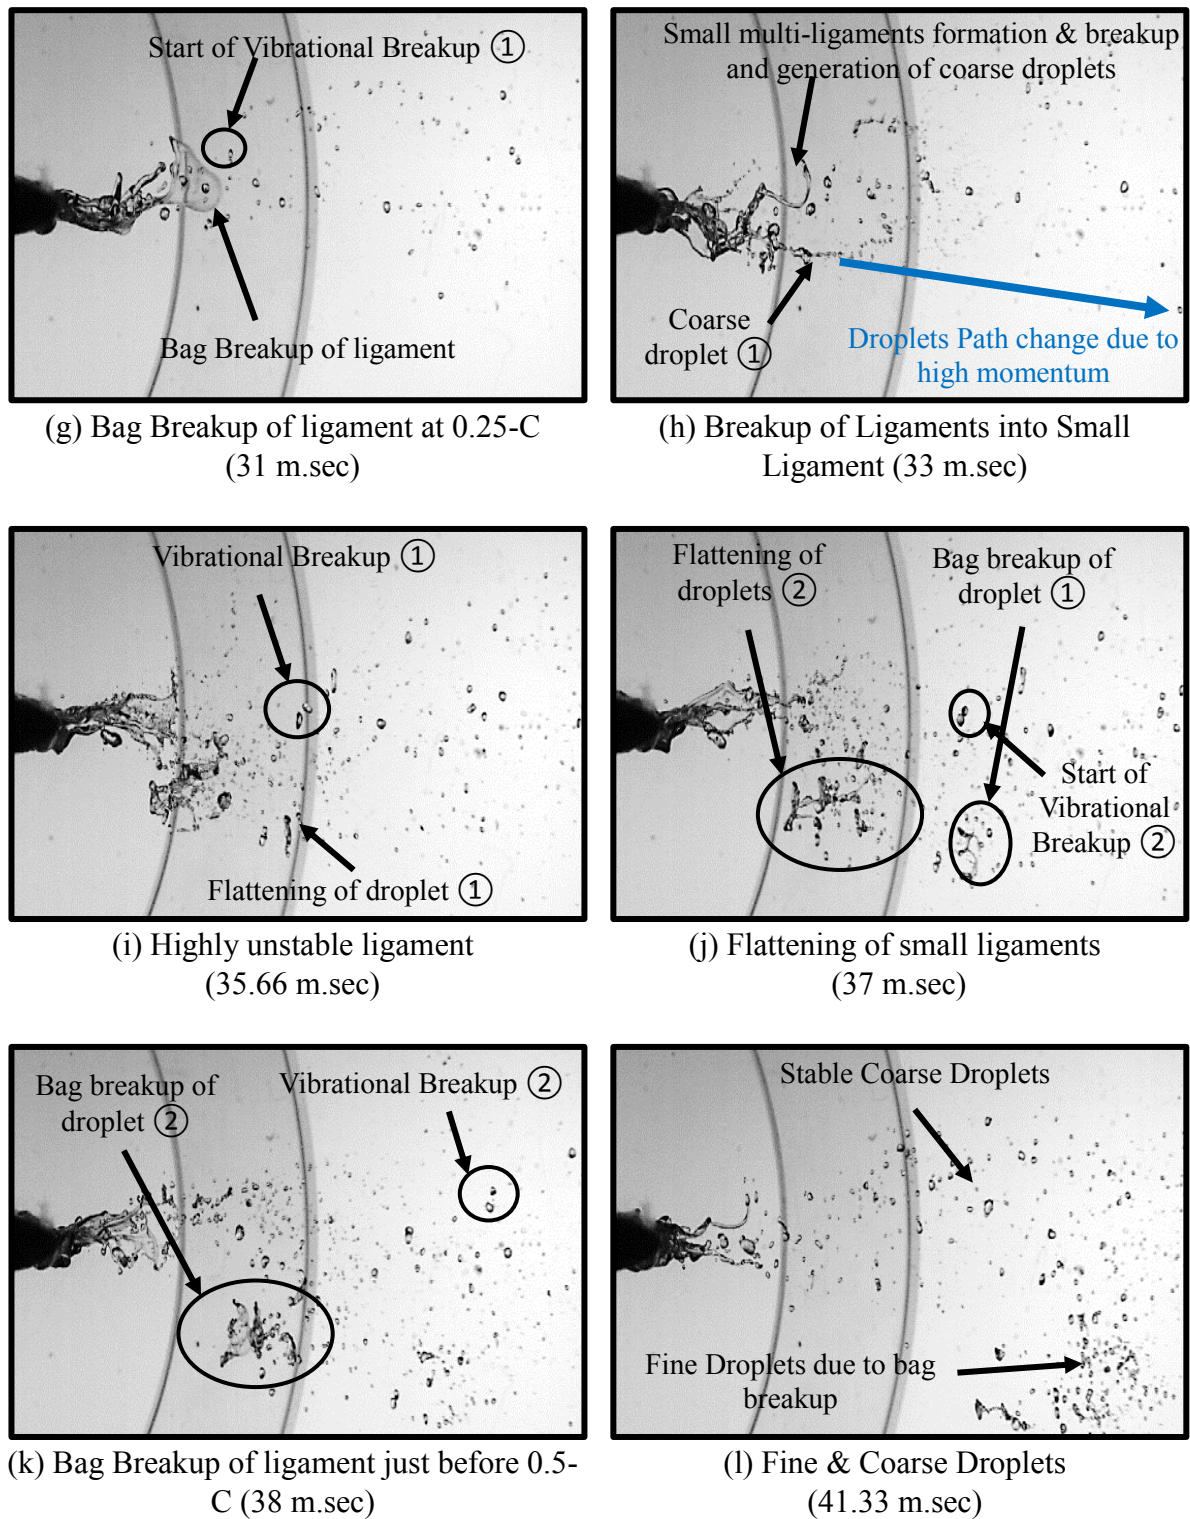 Start of Vibrational Breakup ①
Bag Breakup of ligament
(g) Bag Breakup of ligament at 0.25-C
(31 m.sec)
Small multi-ligaments formation & breakup
and generation of coarse droplets
Coarse
droplet ①
Droplets Path change due to
high momentum
(h) Breakup of Ligaments into Small
Ligament (33 m.sec)
Vibrational Breakup ①
Flattening of droplet ①
(i) Highly unstable ligament
(35.66 m.sec)
Flattening of
droplets ②
Bag breakup of
droplet ①
Start of
Vibrational
Breakup ②
(j) Flattening of small ligaments
(37 m.sec)
Bag breakup of
droplet ②
Vibrational Breakup ②
(k) Bag Breakup of ligament just before 0.5-
C (38 m.sec)
Stable Coarse Droplets
Fine Droplets due to bag
breakup
(l) Fine & Coarse Droplets
(41.33 m.sec)